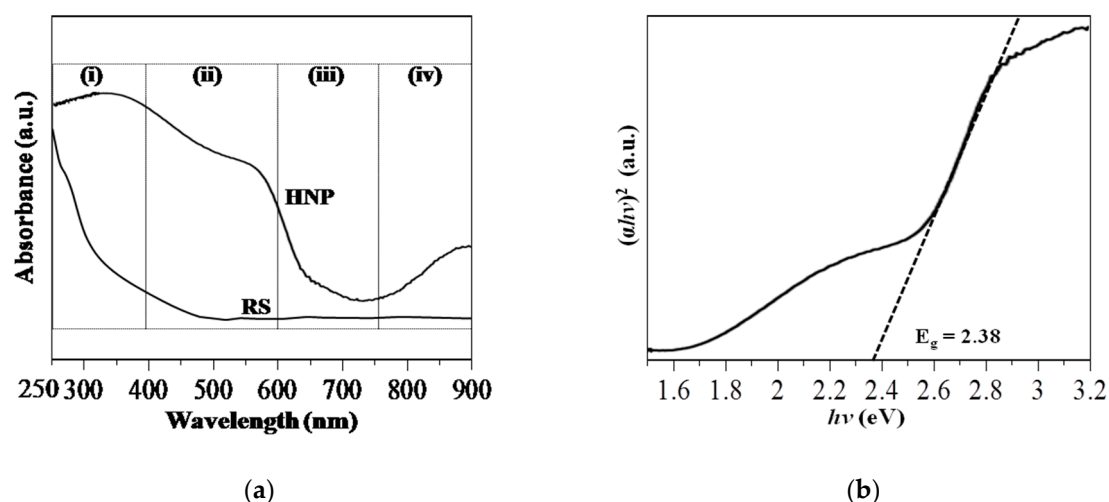 (i) (ii) (iii) (iv)
HNP
RS
Absorbance (a.u.)
250 300 400 500 600 700 800 900
Wavelength (nm)
(a)
(αhν)² (a.u.)
E_g = 2.38
1.6 1.8 2 2.2 2.4 2.6 2.8 3 3.2
hν (eV)
(b)